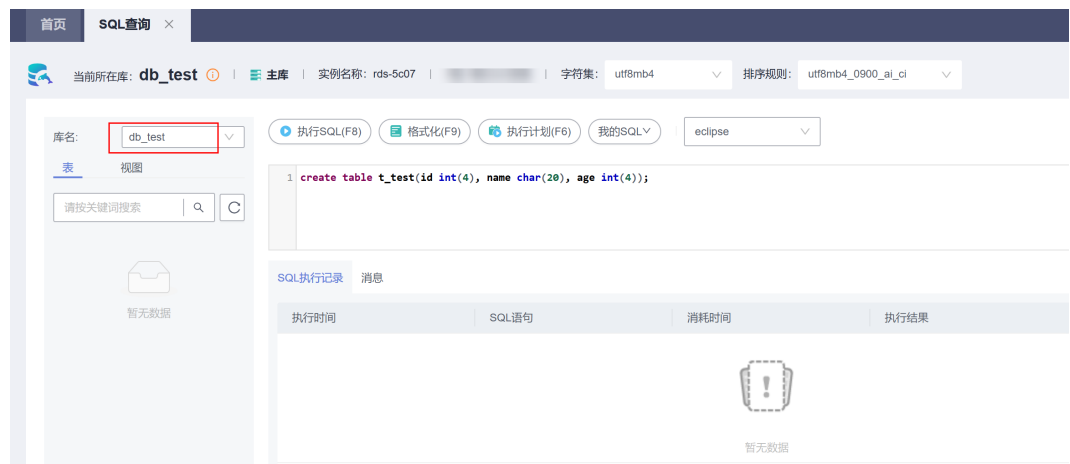 首页 SQL查询 ×
当前所在库: db_test 主库 实例名称: rds-5c07 字符集: utf8mb4 排序规则: utf8mb4_0900_ai_ci
库名: db_test 执行SQL(F8) 格式化(F9) 执行计划(F6) 我的SQL eclipse
表 视图
1 create table t_test(id int(4), name char(20), age int(4));
请按关键词搜索
SQL执行记录 消息
暂无数据
执行时间 SQL语句 消耗时间 执行结果
暂无数据